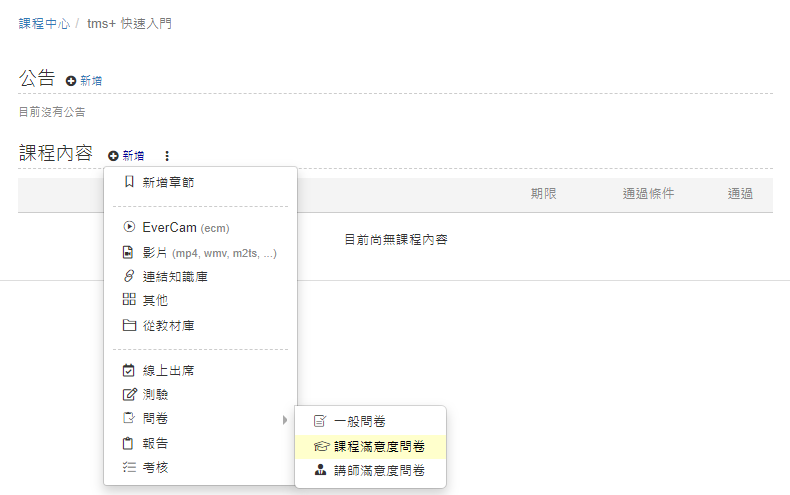 課程中心 / tms+ 快速入門
公告 新增
目前沒有公告
課程內容 新增
期限 通過條件 通過
目前尚無課程內容
新增章節
EverCam (ecm)
影片 (mp4, wmv, m2ts, ...)
連結知識庫
其他
從教材庫
線上出席
測驗
問卷
報告
考核
一般問卷
課程滿意度問卷
講師滿意度問卷